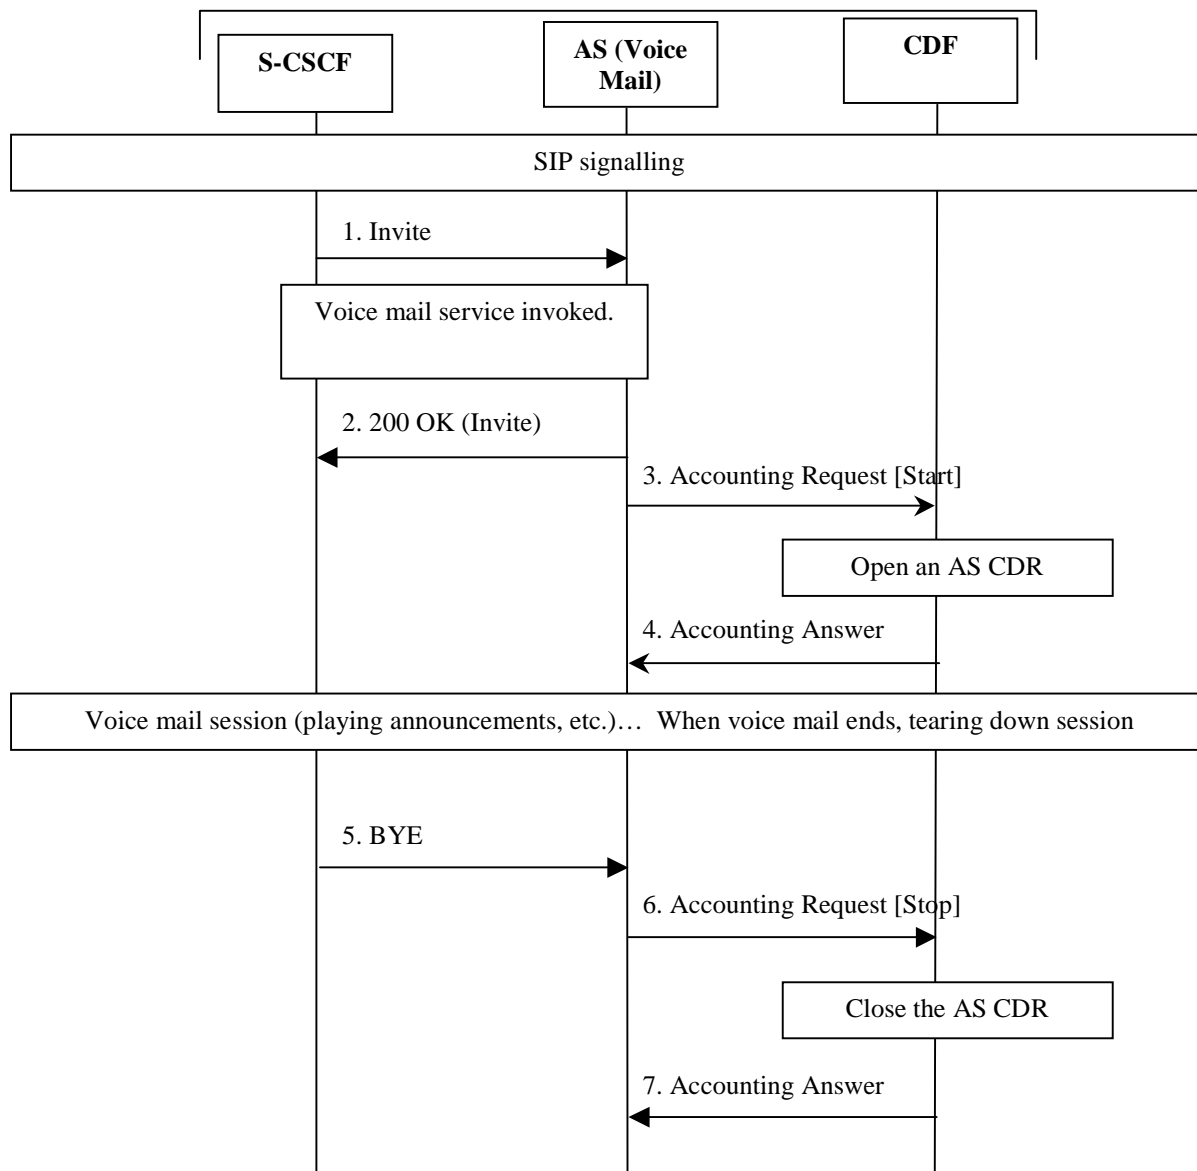 S-CSCF
AS (Voice
Mail)
CDF
SIP signalling
1. Invite
Voice mail service invoked.
2. 200 OK (Invite)
3. Accounting Request [Start]
Open an AS CDR
4. Accounting Answer
Voice mail session (playing announcements, etc.)… When voice mail ends, tearing down session
5. BYE
6. Accounting Request [Stop]
Close the AS CDR
7. Accounting Answer